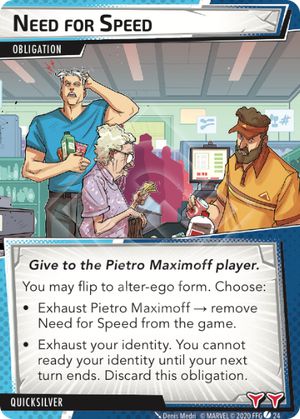 NEED FOR SPEED
OBLIGATION
Give to the Pietro Maximoff player.
You may flip to alter-ego form. Choose:
• Exhaust Pietro Maximoff → remove
Need for Speed from the game.
• Exhaust your identity. You cannot
ready your identity until your next
turn ends. Discard this obligation.
QUICKSILVER
Denis Medri © MARVEL © 2020 FFG 24